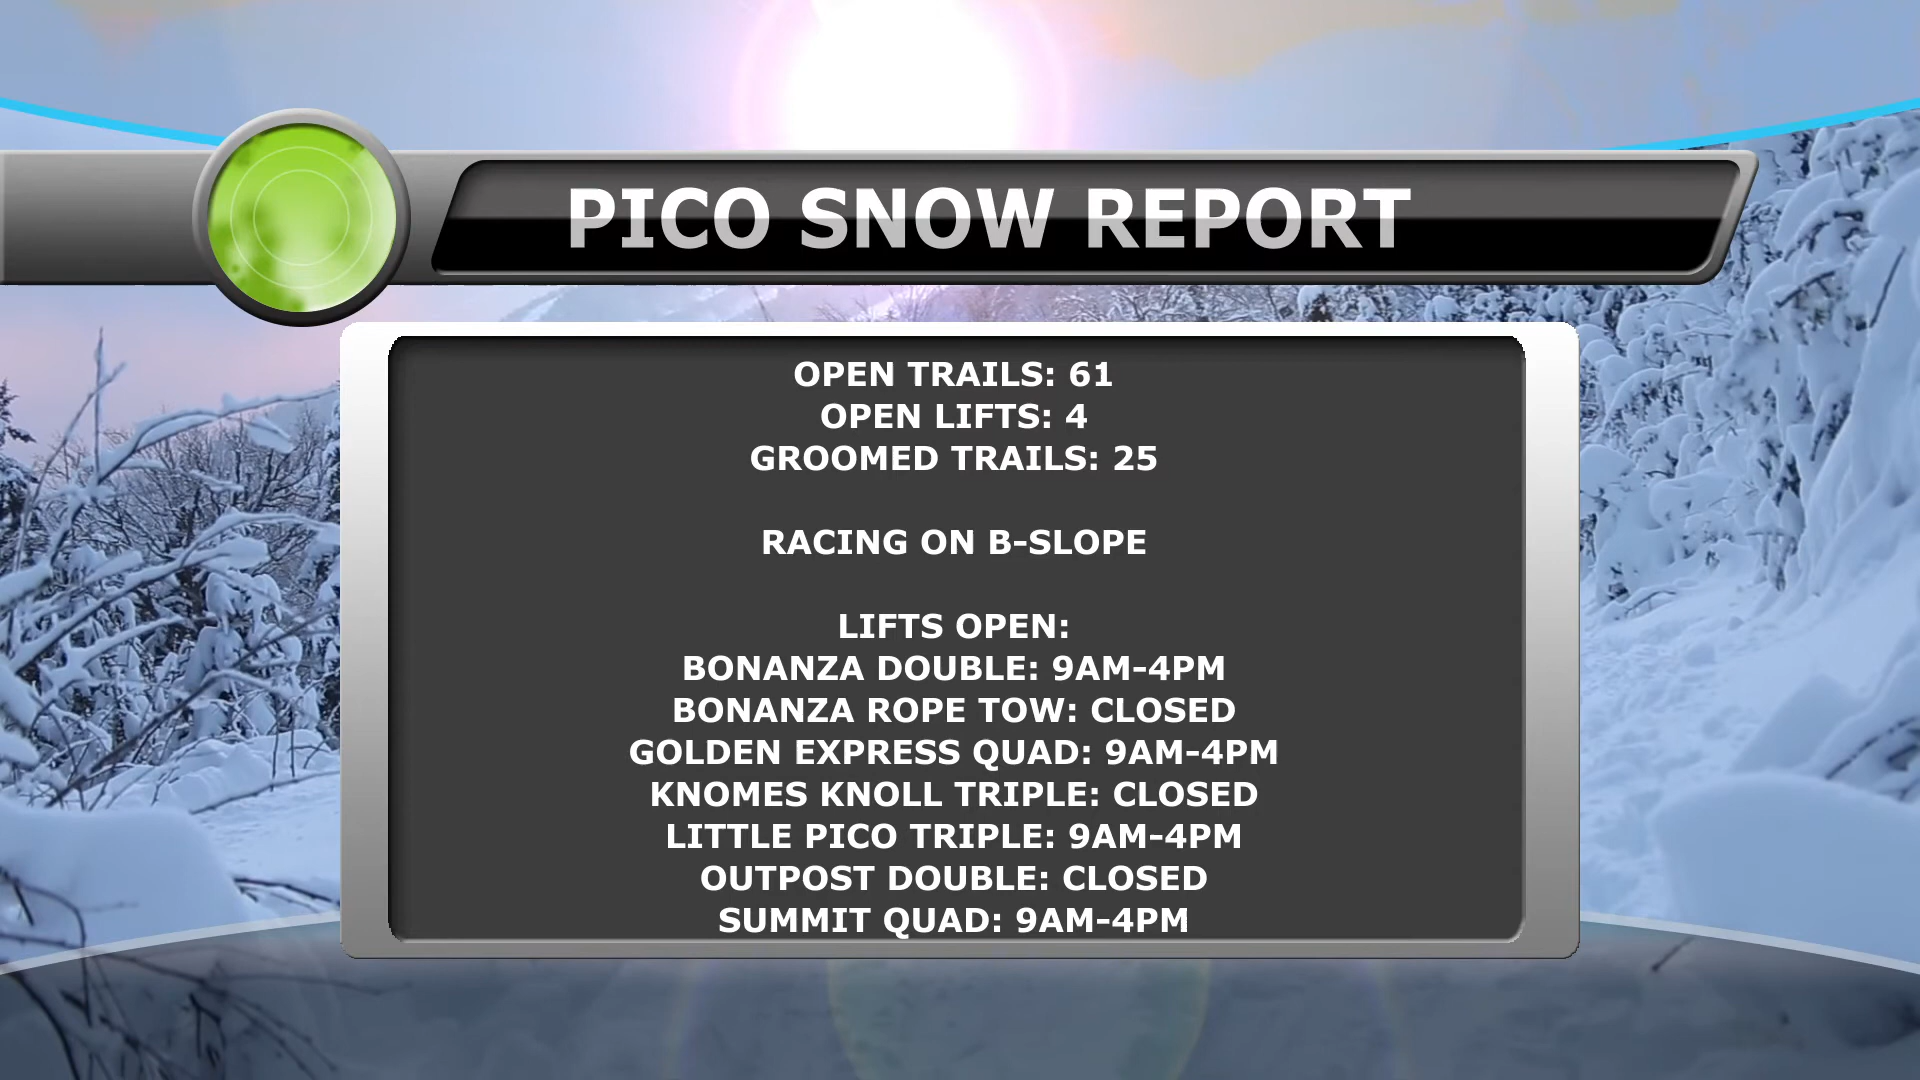 PICO SNOW REPORT
OPEN TRAILS: 61
OPEN LIFTS: 4
GROOMED TRAILS: 25
RACING ON B-SLOPE
LIFTS OPEN:
BONANZA DOUBLE: 9AM-4PM
BONANZA ROPE TOW: CLOSED
GOLDEN EXPRESS QUAD: 9AM-4PM
KNOMES KNOLL TRIPLE: CLOSED
LITTLE PICO TRIPLE: 9AM-4PM
OUTPOST DOUBLE: CLOSED
SUMMIT QUAD: 9AM-4PM